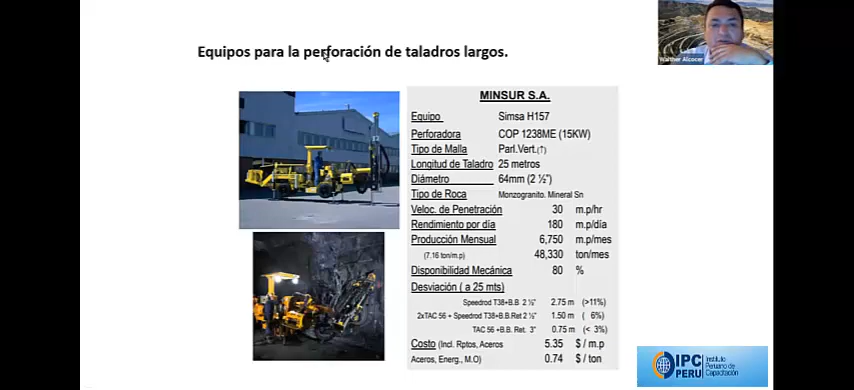 Equipos para la perforación de taladros largos.
Walther Alcocer
MINSUR S.A.
Equipo Simsa H157
Perforadora COP 1238ME (15KW)
Tipo de Malla Parl.Vert.(↑)
Longitud de Taladro 25 metros
Diámetro 64mm (2 ½")
Tipo de Roca Monzogranito. Mineral Sn
Veloc. de Penetración 30 m.p/hr
Rendimiento por día 180 m.p/día
Producción Mensual 6,750 m.p/mes
(7.16 ton/m.p) 48,330 ton/mes
Disponibilidad Mecánica 80 %
Desviación ( a 25 mts)
Speedrod T38+B.B 2 ½" 2.75 m (>11%)
2xTAC 56 + Speedrod T38+B.B.Ret 2 ½" 1.50 m ( 6%)
TAC 56 +B.B. Ret. 3" 0.75 m (< 3%)
Costo (Incl. Rptos, Aceros 5.35 $ / m.p
Aceros, Energ., M.O) 0.74 $ / ton
IPC PERU
Instituto
Peruano de
Capacitación